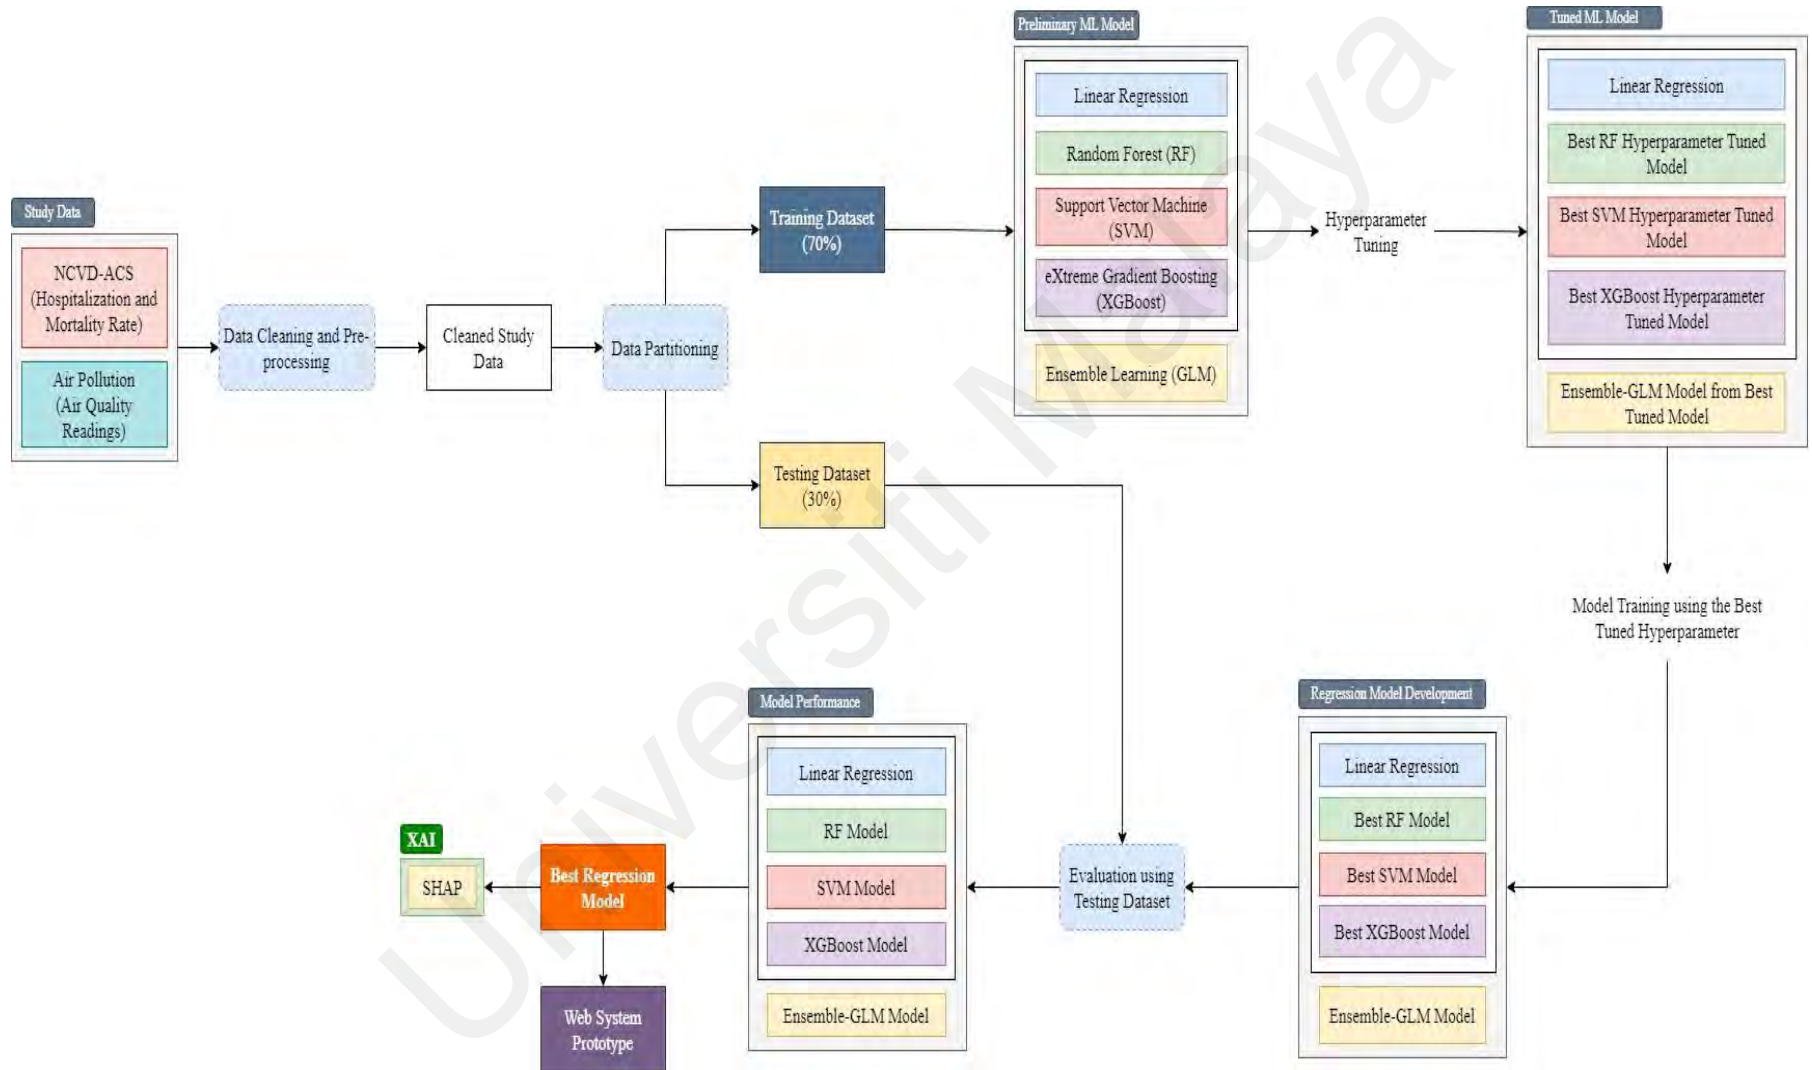 Study Data
NCVD-ACS
(Hospitalization and
Mortality Rate)
Air Pollution
(Air Quality
Readings)
Data Cleaning and Pre-
processing
Cleaned Study
Data
Data Partitioning
Training Dataset
(70%)
Testing Dataset
(30%)
Preliminary ML Model
Linear Regression
Random Forest (RF)
Support Vector Machine
(SVM)
eXtreme Gradient Boosting
(XGBoost)
Ensemble Learning (GLM)
Hyperparameter
Tuning
Tuned ML Model
Linear Regression
Best RF Hyperparameter Tuned
Model
Best SVM Hyperparameter Tuned
Model
Best XGBoost Hyperparameter
Tuned Model
Ensemble-GLM Model from Best
Tuned Model
Model Training using the Best
Tuned Hyperparameter
Regression Model Development
Linear Regression
Best RF Model
Best SVM Model
Best XGBoost Model
Ensemble-GLM Model
Evaluation using
Testing Dataset
Model Performance
Linear Regression
RF Model
SVM Model
XGBoost Model
Ensemble-GLM Model
Best Regression
Model
XAI
SHAP
Web System
Prototype
Universiti Malaya